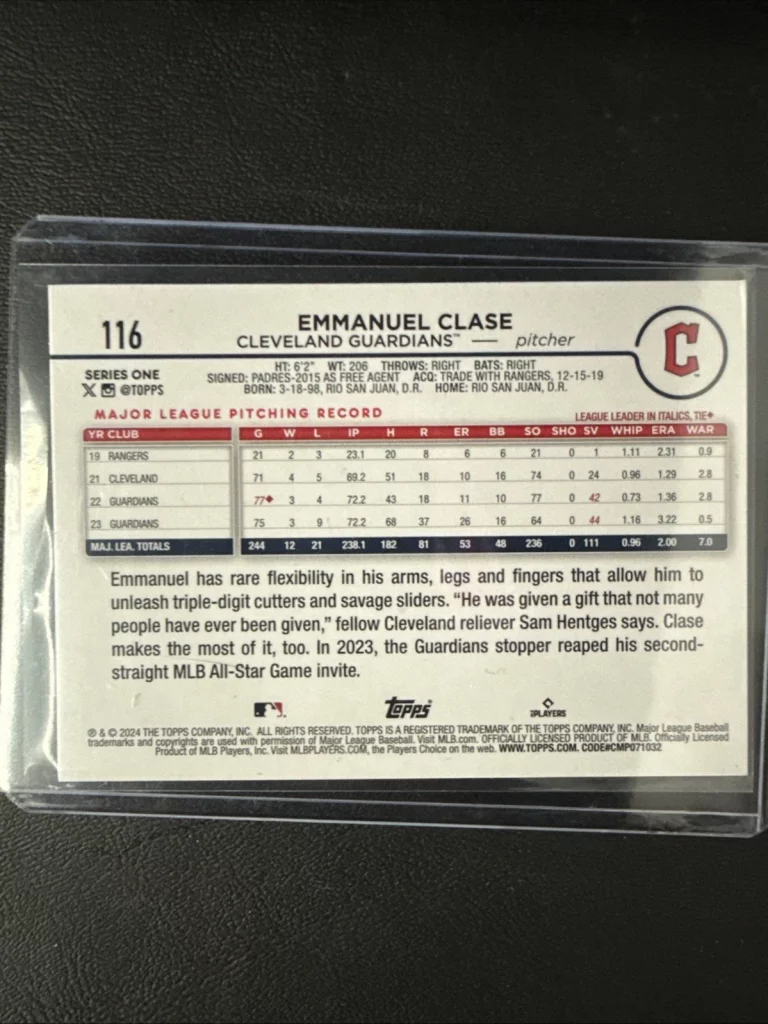 116
EMMANUEL CLASE
CLEVELAND GUARDIANS™ — pitcher
C
SERIES ONE
X @TOPPS
HT: 6'2" WT: 206 THROWS: RIGHT BATS: RIGHT
SIGNED: PADRES-2015 AS FREE AGENT ACQ: TRADE WITH RANGERS, 12-15-19
BORN: 3-18-98, RIO SAN JUAN, D.R. HOME: RIO SAN JUAN, D.R.
MAJOR LEAGUE PITCHING RECORD LEAGUE LEADER IN ITALICS, TIE♦
YR CLUB G W L IP H R ER BB SO SHO SV WHIP ERA WAR
19 RANGERS 21 2 3 23.1 20 8 6 6 21 0 1 1.11 2.31 0.9
21 CLEVELAND 71 4 5 69.2 51 18 10 16 74 0 24 0.96 1.29 2.8
22 GUARDIANS 77♦ 3 4 72.2 43 18 11 10 77 0 42 0.73 1.36 2.8
23 GUARDIANS 75 3 9 72.2 68 37 26 16 64 0 44 1.16 3.22 0.5
MAJ. LEA. TOTALS 244 12 21 238.1 182 81 53 48 236 0 111 0.96 2.00 7.0
Emmanuel has rare flexibility in his arms, legs and fingers that allow him to
unleash triple-digit cutters and savage sliders. “He was given a gift that not many
people have ever been given,” fellow Cleveland reliever Sam Hentges says. Clase
makes the most of it, too. In 2023, the Guardians stopper reaped his second-
straight MLB All-Star Game invite.
Topps
PLAYERS
® & © 2024 THE TOPPS COMPANY, INC. ALL RIGHTS RESERVED. TOPPS IS A REGISTERED TRADEMARK OF THE TOPPS COMPANY, INC. Major League Baseball
trademarks and copyrights are used with permission of Major League Baseball. Visit MLB.com. OFFICIALLY LICENSED PRODUCT OF MLB. Officially Licensed
Product of MLB Players, Inc. Visit MLBPLAYERS.COM, the Players Choice on the web. WWW.TOPPS.COM. CODE#CMP071032